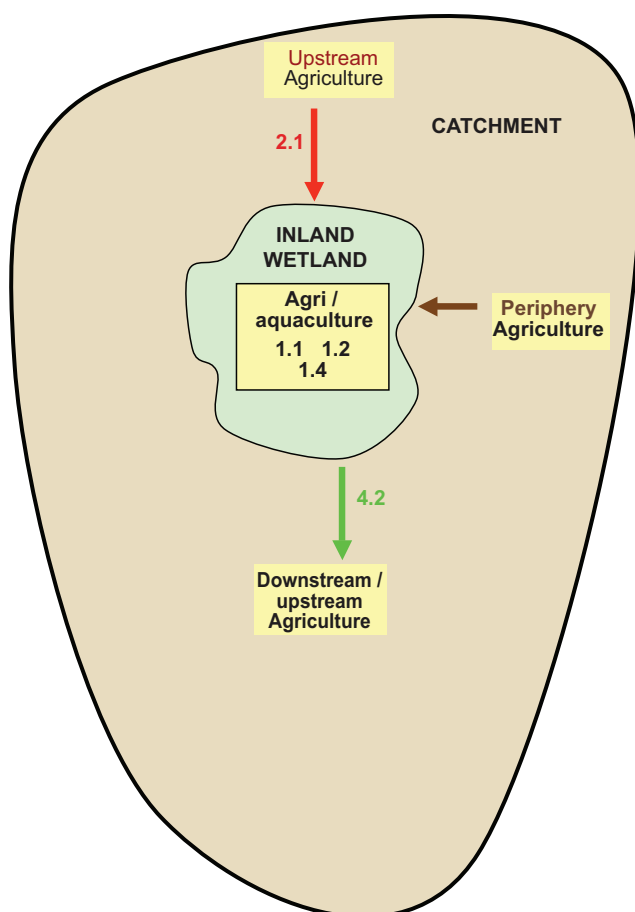 Upstream
Agriculture
CATCHMENT
2.1
INLAND
WETLAND
Agri /
aquaculture
1.1 1.2
1.4
Periphery
Agriculture
4.2
Downstream /
upstream
Agriculture